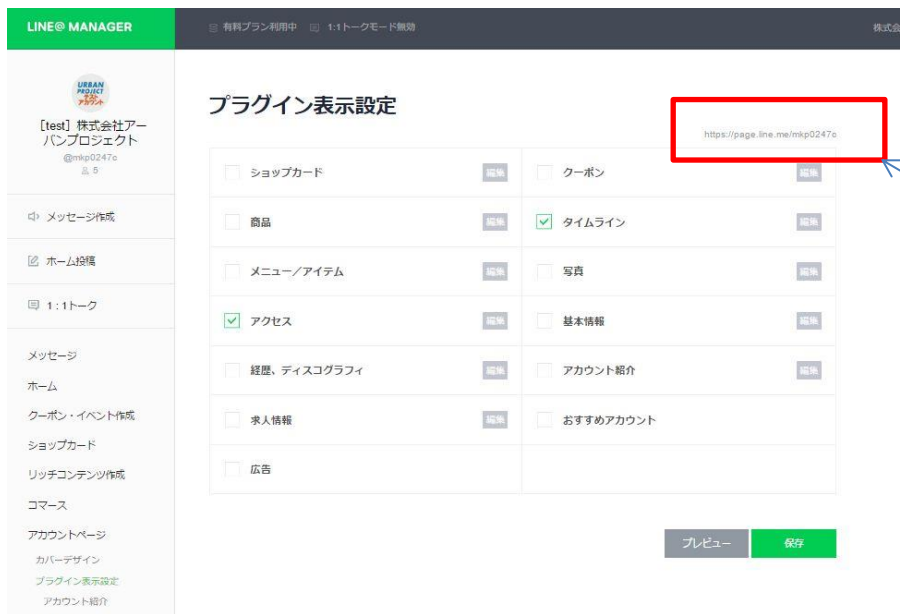 LINE@ MANAGER
有料プラン利用中 1:1トークモード無効
株式会
URBAN
PROJECT
テスト
アカウント
[test] 株式会社アー
バンプロジェクト
@mkp0247c
5
メッセージ作成
ホーム投稿
1:1トーク
メッセージ
ホーム
クーポン・イベント作成
ショップカード
リッチコンテンツ作成
コマース
アカウントページ
カバーデザイン
プラグイン表示設定
アカウント紹介
プラグイン表示設定
https://page.line.me/mkp0247c
ショップカード 編集 クーポン 編集
商品 編集 タイムライン 編集
メニュー/アイテム 編集 写真 編集
アクセス 編集 基本情報 編集
経歴、ディスコグラフィ 編集 アカウント紹介 編集
求人情報 編集 おすすめアカウント
広告
プレビュー 保存